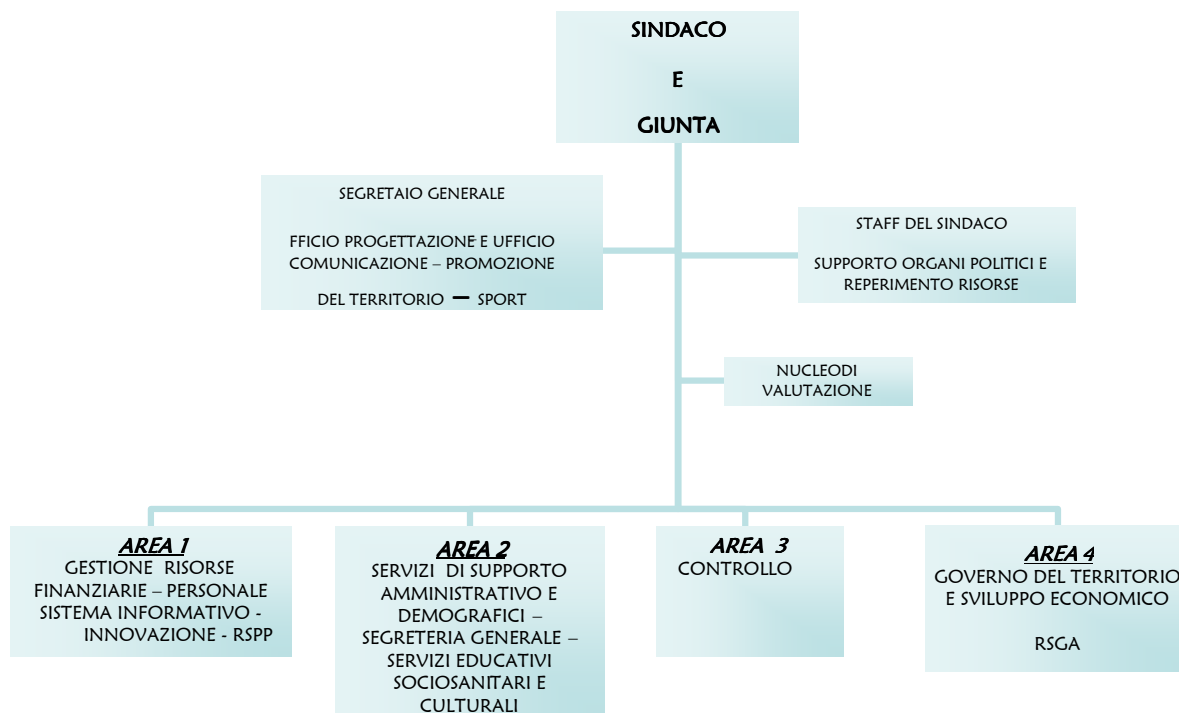 SINDACO
E
GIUNTA
SEGRETAIO GENERALE
FFICIO PROGETTAZIONE E UFFICIO
COMUNICAZIONE – PROMOZIONE
DEL TERRITORIO – SPORT
STAFF DEL SINDACO
SUPPORTO ORGANI POLITICI E
REPERIMENTO RISORSE
NUCLEODI
VALUTAZIONE
AREA 1
GESTIONE RISORSE
FINANZIARIE – PERSONALE
SISTEMA INFORMATIVO -
INNOVAZIONE - RSPP
AREA 2
SERVIZI DI SUPPORTO
AMMINISTRATIVO E
DEMOGRAFICI –
SEGRETERIA GENERALE –
SERVIZI EDUCATIVI
SOCIOSANITARI E
CULTURALI
AREA 3
CONTROLLO
AREA 4
GOVERNO DEL TERRITORIO
E SVILUPPO ECONOMICO
RSGA